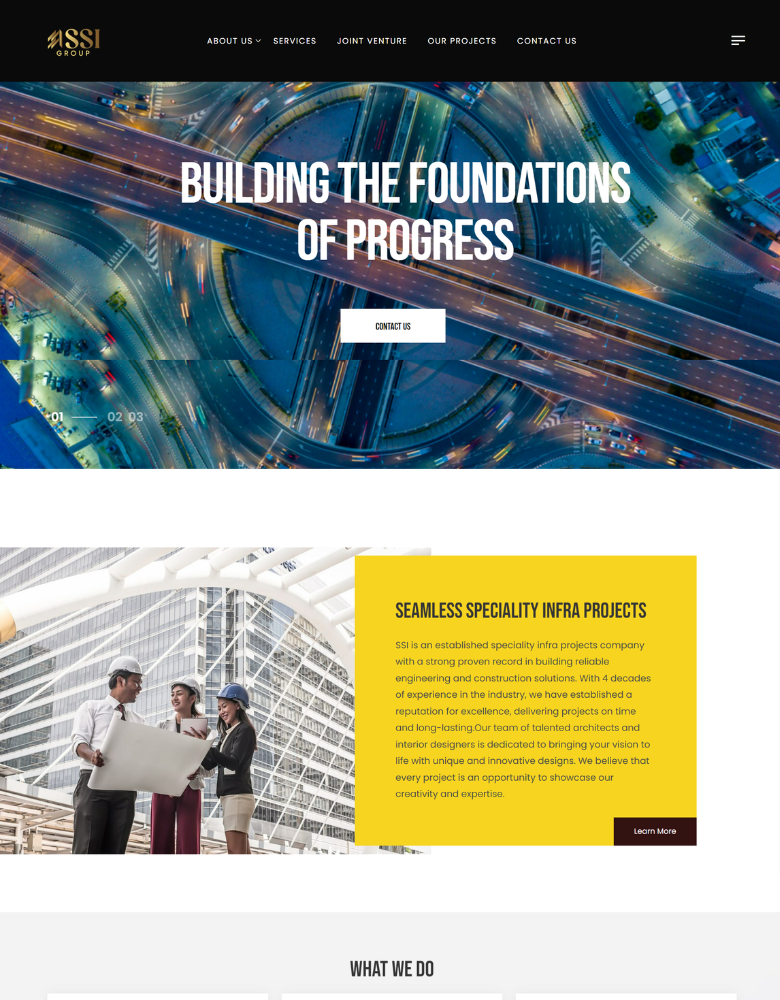 ASSI
GROUP
ABOUT US
SERVICES
JOINT VENTURE
OUR PROJECTS
CONTACT US
BUILDING THE FOUNDATIONS
OF PROGRESS
CONTACT US
01 02 03
SEAMLESS SPECIALITY INFRA PROJECTS
SSI is an established speciality infra projects company
with a strong proven record in building reliable
engineering and construction solutions. With 4 decades
of experience in the industry, we have established a
reputation for excellence, delivering projects on time
and long-lasting.Our team of talented architects and
interior designers is dedicated to bringing your vision to
life with unique and innovative designs. We believe that
every project is an opportunity to showcase our
creativity and expertise.
Learn More
WHAT WE DO